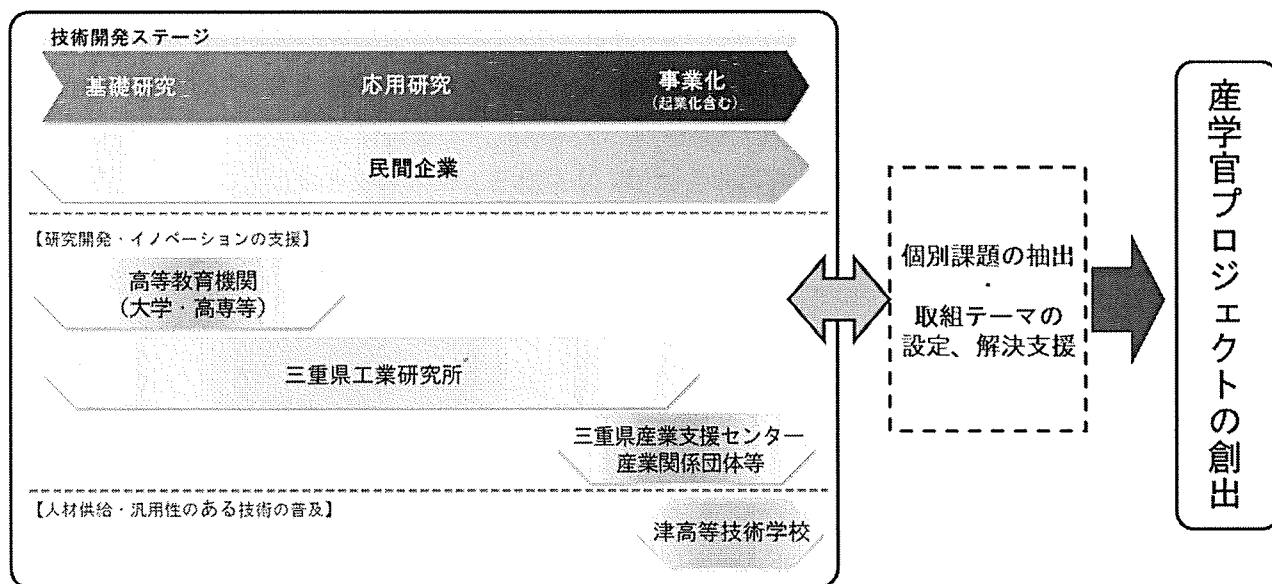 技術開発ステージ
基礎研究
応用研究
事業化
(起業化含む)
民間企業
【研究開発・イノベーションの支援】
高等教育機関
(大学・高専等)
三重県工業研究所
三重県産業支援センター
産業関係団体等
【人材供給・汎用性のある技術の普及】
津高等技術学校
個別課題の抽出
・
取組テーマの
設定、解決支援
産学官プロジェクトの創出